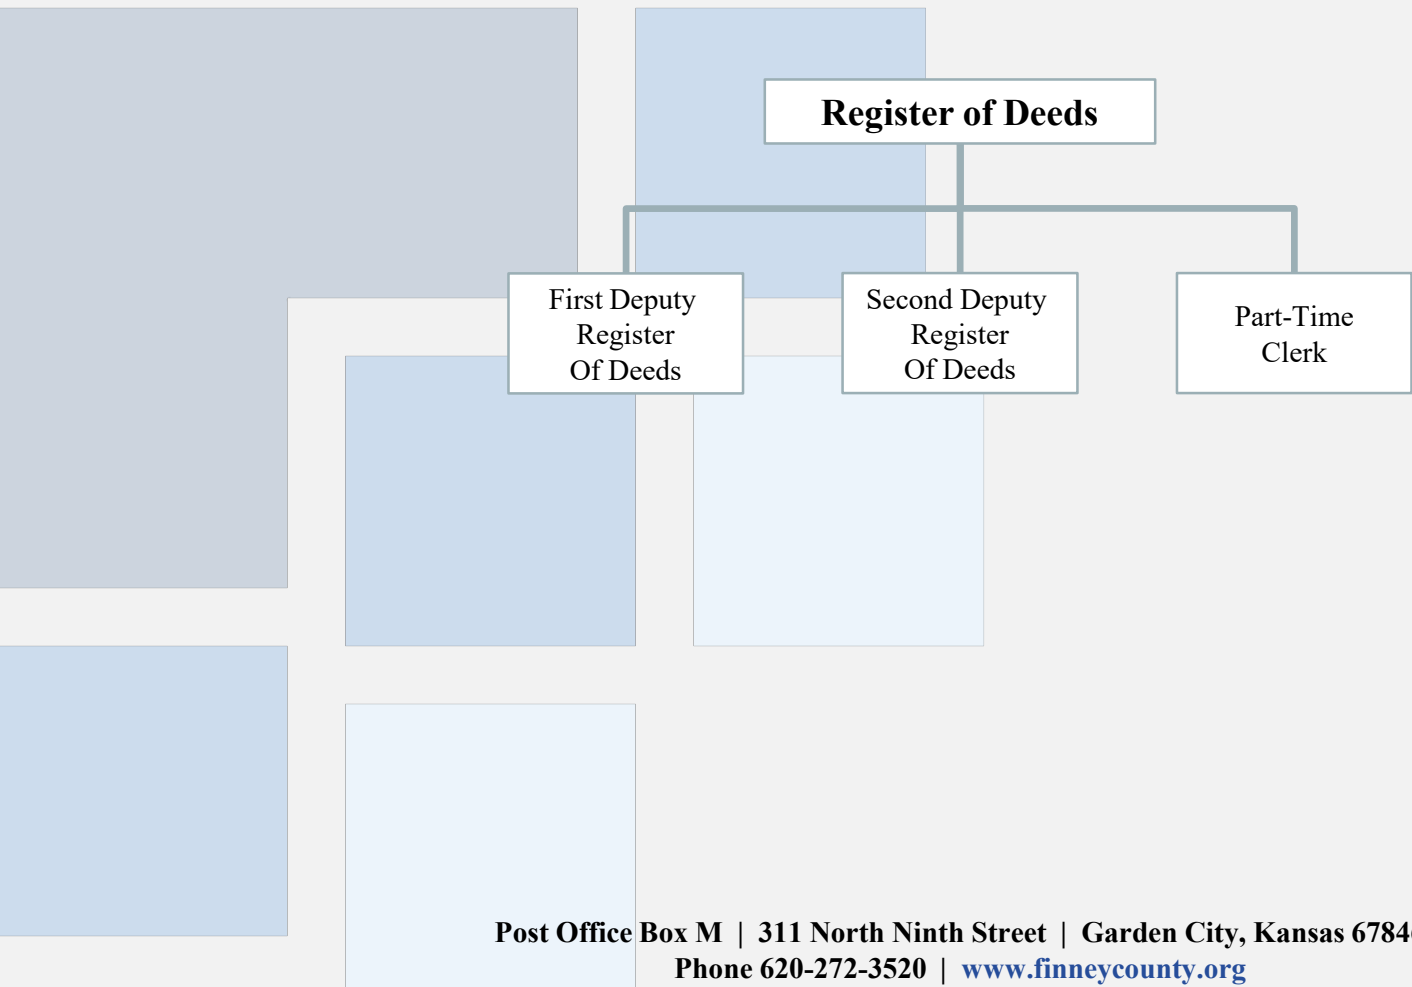 Register of Deeds
First Deputy
Register
Of Deeds
Second Deputy
Register
Of Deeds
Part-Time
Clerk
Post Office Box M | 311 North Ninth Street | Garden City, Kansas
Phone 620-272-3520 | www.finneycounty.org